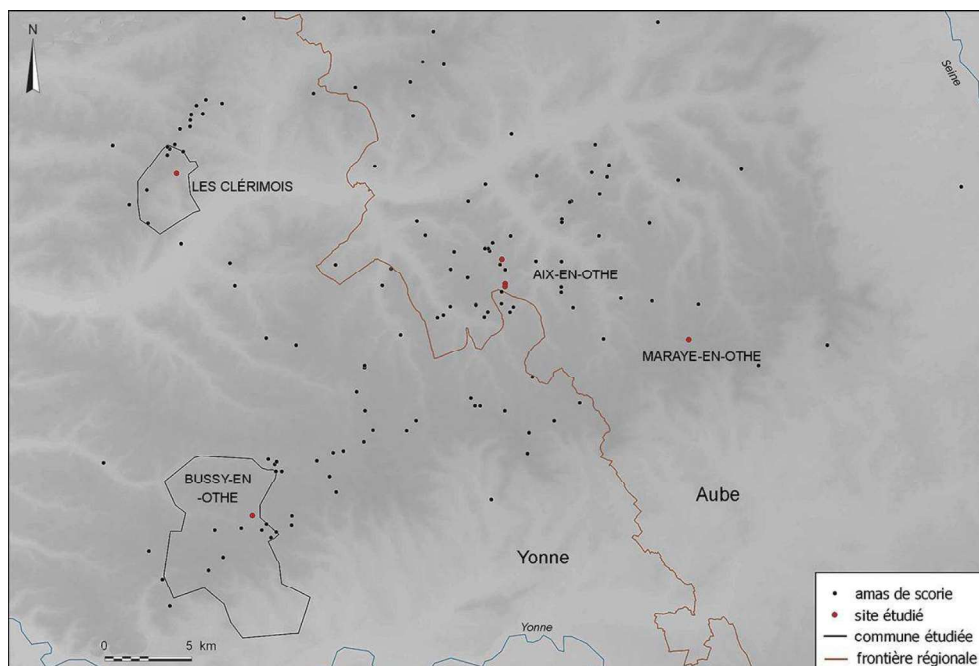 N
Seine
LES CLÉRIMOIS
AIX-EN-OTHE
MARAYE-EN-OTHE
BUSSY-EN
-OTHE
Aube
Yonne
Yonne
0 5 km
amas de scorie
site étudié
commune étudiée
frontière régionale